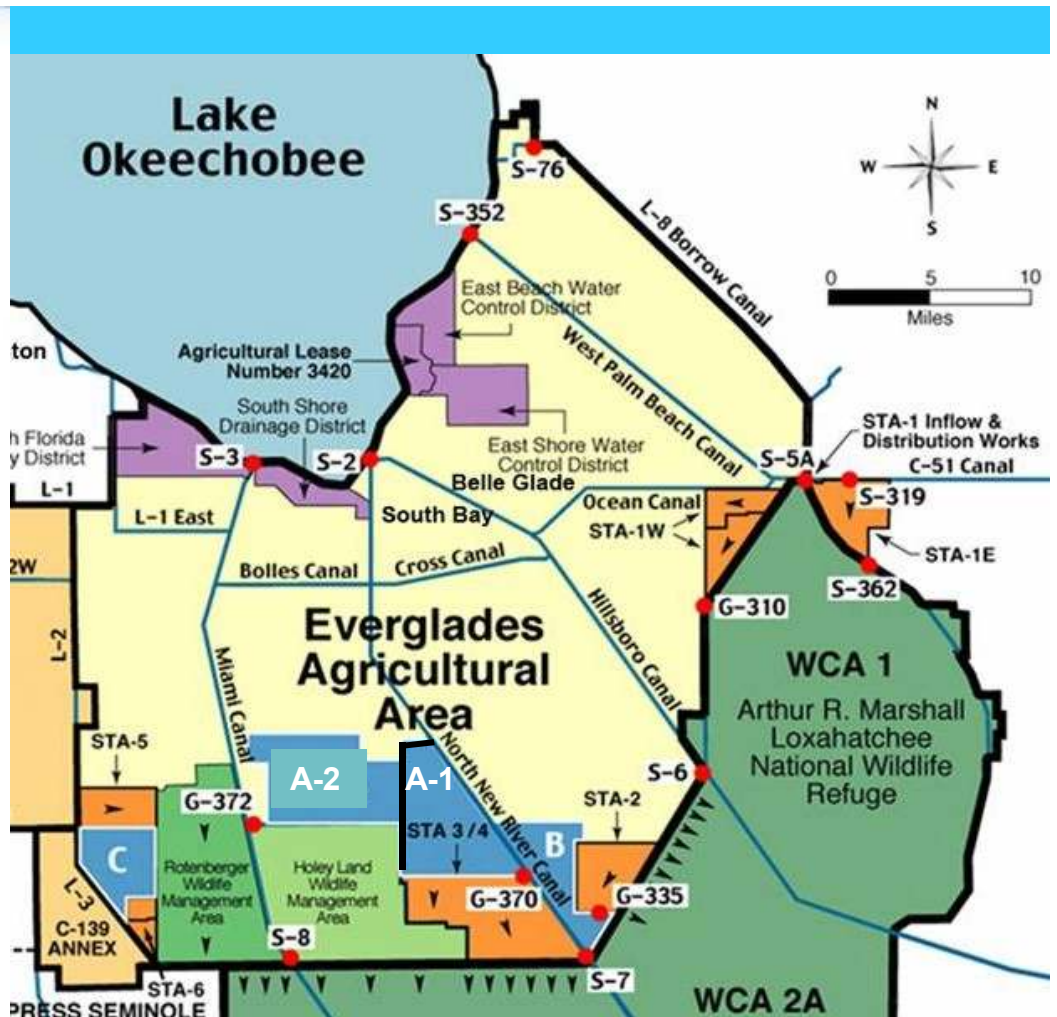 Lake
Okeechobee
N
W
E
S
S-76
S-352
L-8 Borrow Canal
0
5
10
Miles
East Beach Water
Control District
ton
Agricultural Lease
Number 3420
West Palm Beach Canal
South Shore
Drainage District
STA-1 Inflow &
Distribution Works
h Florida
y District
S-3
S-2
East Shore Water
Control District
S-5A
C-51 Canal
Belle Glade
L-1
S-319
Ocean Canal
L-1 East
South Bay
STA-1W
STA-1E
2W
Bolles Canal
Cross Canal
S-362
G-310
Hillsboro Canal
Everglades
Agricultural
Area
L-2
Miami Canal
WCA 1
Arthur R. Marshall
Loxahatchee
National Wildlife
Refuge
STA-5
North New River Canal
A-2
A-1
S-6
G-372
STA-2
STA 3/4
B
C
Rotenberger
Wildlife
Management
Area
Holey Land
Wildlife
Management
Area
G-370
G-335
L-3
C-139
ANNEX
S-8
S-7
STA-6
PRESS SEMINOLE
WCA 2A